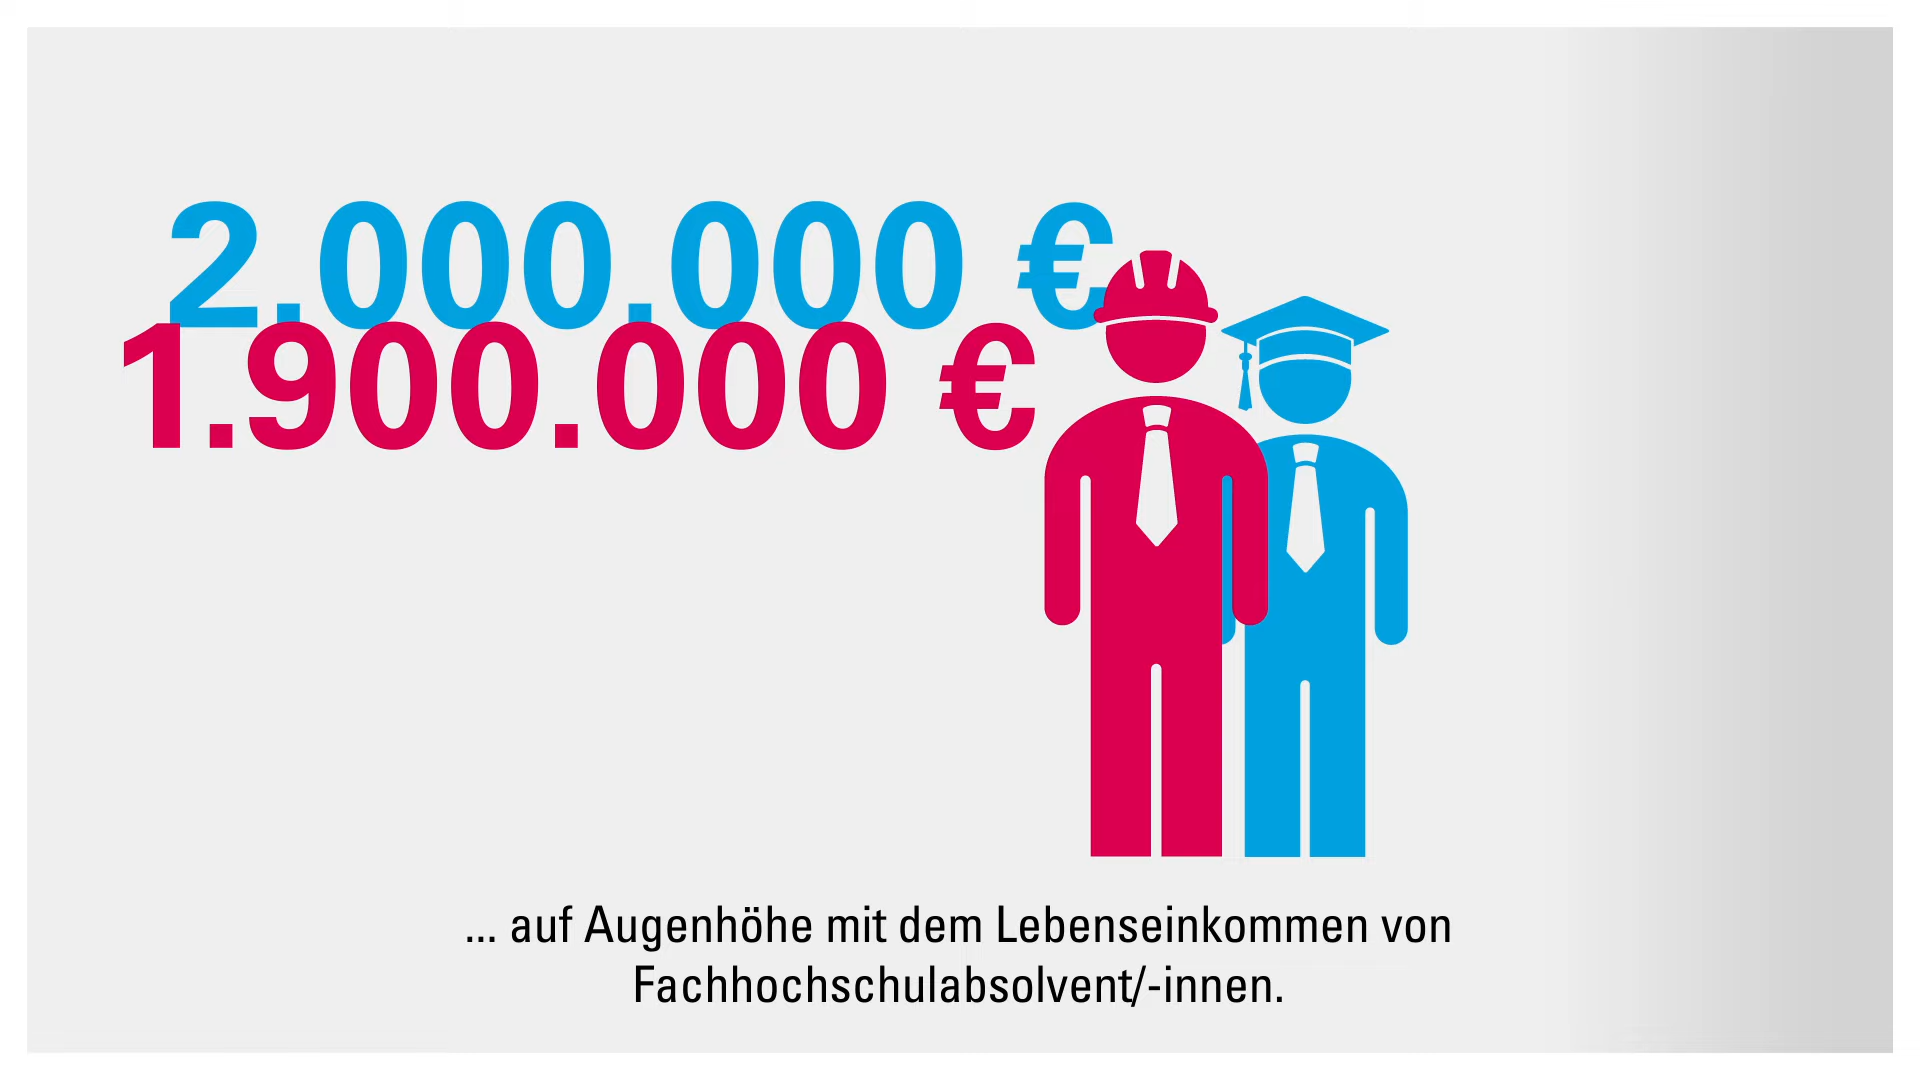 2.000.000 €
1.900.000 €
... auf Augenhöhe mit dem Lebenseinkommen von
Fachhochschulabsolvent/-innen.